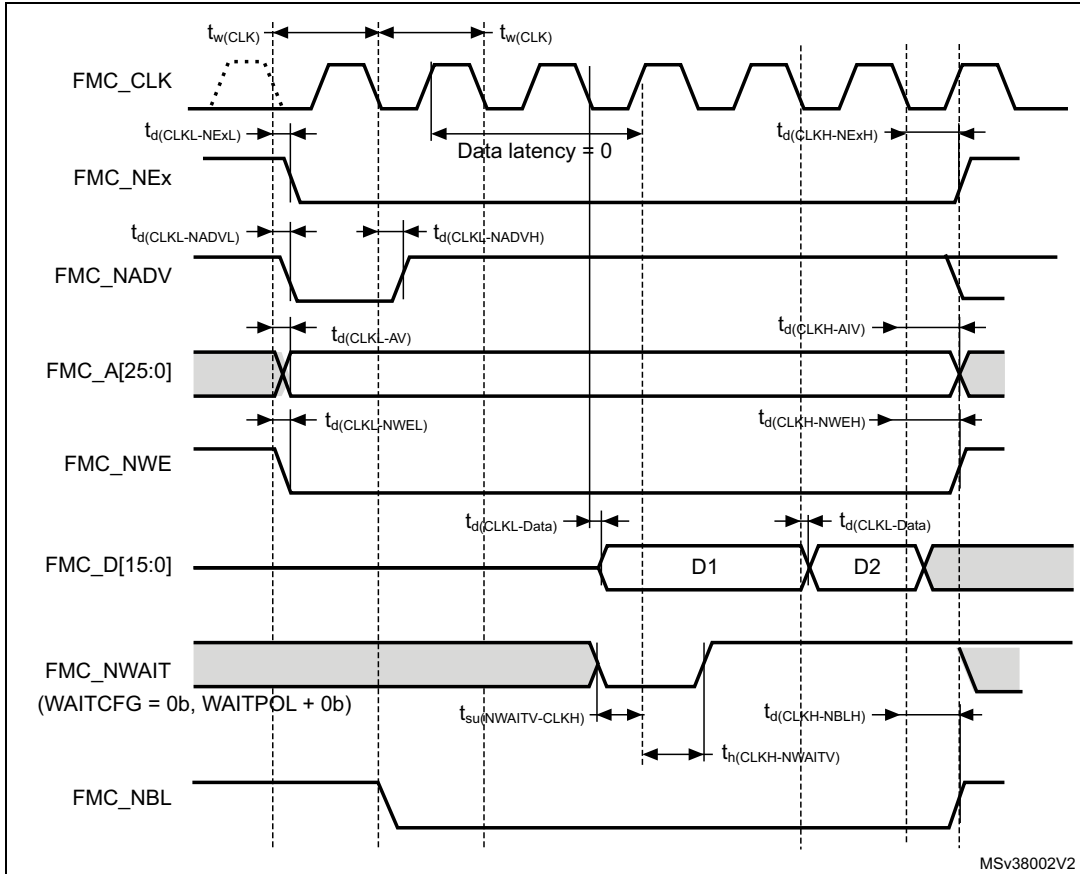 tw(CLK) tw(CLK)
FMC_CLK
td(CLKL-NExL) Data latency = 0 td(CLKH-NExH)
FMC_NEx
td(CLKL-NADVL) td(CLKL-NADVH)
FMC_NADV
td(CLKL-AV) td(CLKH-AIV)
FMC_A[25:0]
td(CLKL-NWEL) td(CLKH-NWEH)
FMC_NWE
td(CLKL-Data) td(CLKL-Data)
FMC_D[15:0] D1 D2
FMC_NWAIT
(WAITCFG = 0b, WAITPOL + 0b)
tsu(NWAITV-CLKH) td(CLKH-NBLH)
th(CLKH-NWAITV)
FMC_NBL
MSv38002V2